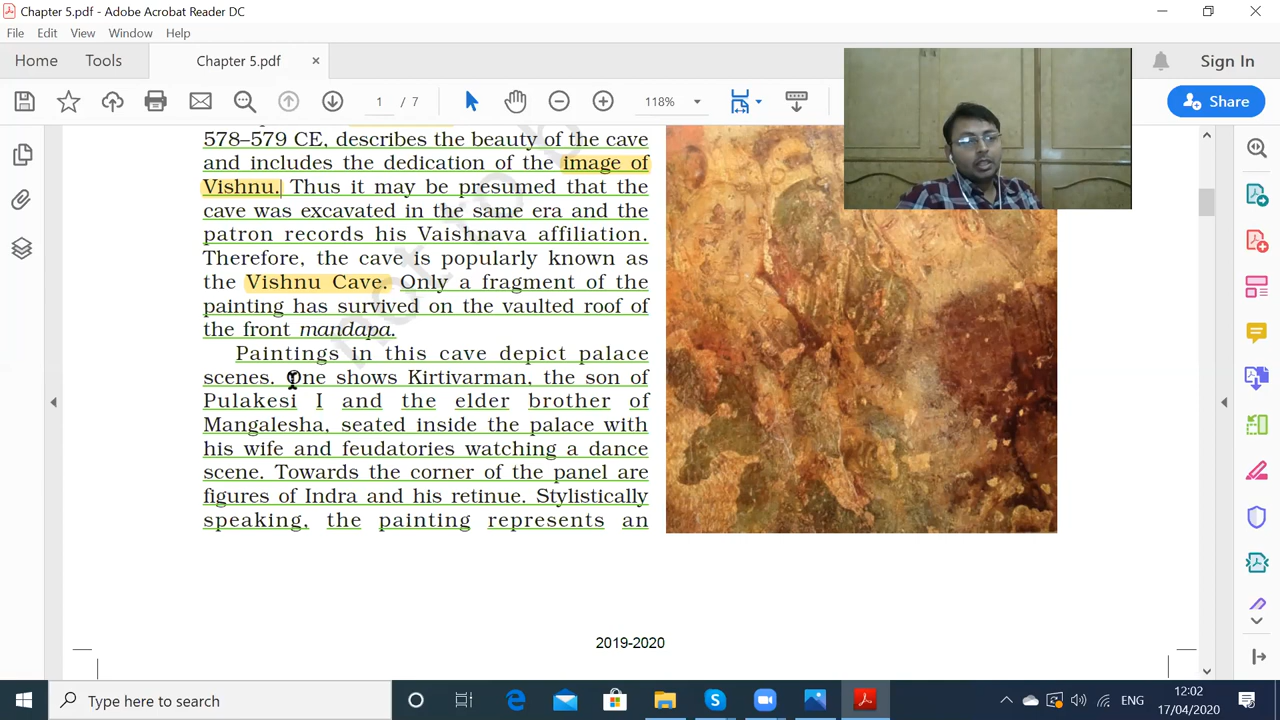 Chapter 5.pdf - Adobe Acrobat Reader DC
File Edit View Window Help
Home Tools Chapter 5.pdf × Sign In
1 / 7 118% Share
578–579 CE, describes the beauty of the cave
and includes the dedication of the image of
Vishnu. Thus it may be presumed that the
cave was excavated in the same era and the
patron records his Vaishnava affiliation.
Therefore, the cave is popularly known as
the Vishnu Cave. Only a fragment of the
painting has survived on the vaulted roof of
the front mandapa.
Paintings in this cave depict palace
scenes. One shows Kirtivarman, the son of
Pulakesi I and the elder brother of
Mangalesha, seated inside the palace with
his wife and feudatories watching a dance
scene. Towards the corner of the panel are
figures of Indra and his retinue. Stylistically
speaking, the painting represents an
2019-2020
Type here to search
ENG
12:02
17/04/2020